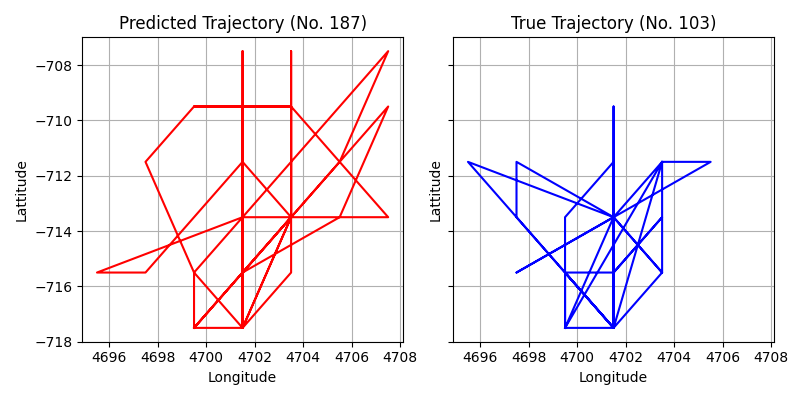 Predicted Trajectory (No. 187)
True Trajectory (No. 103)
−708
−710
−712
−714
−716
−718
Lattitude
Lattitude
4696 4698 4700 4702 4704 4706 4708
4696 4698 4700 4702 4704 4706 4708
Longitude
Longitude